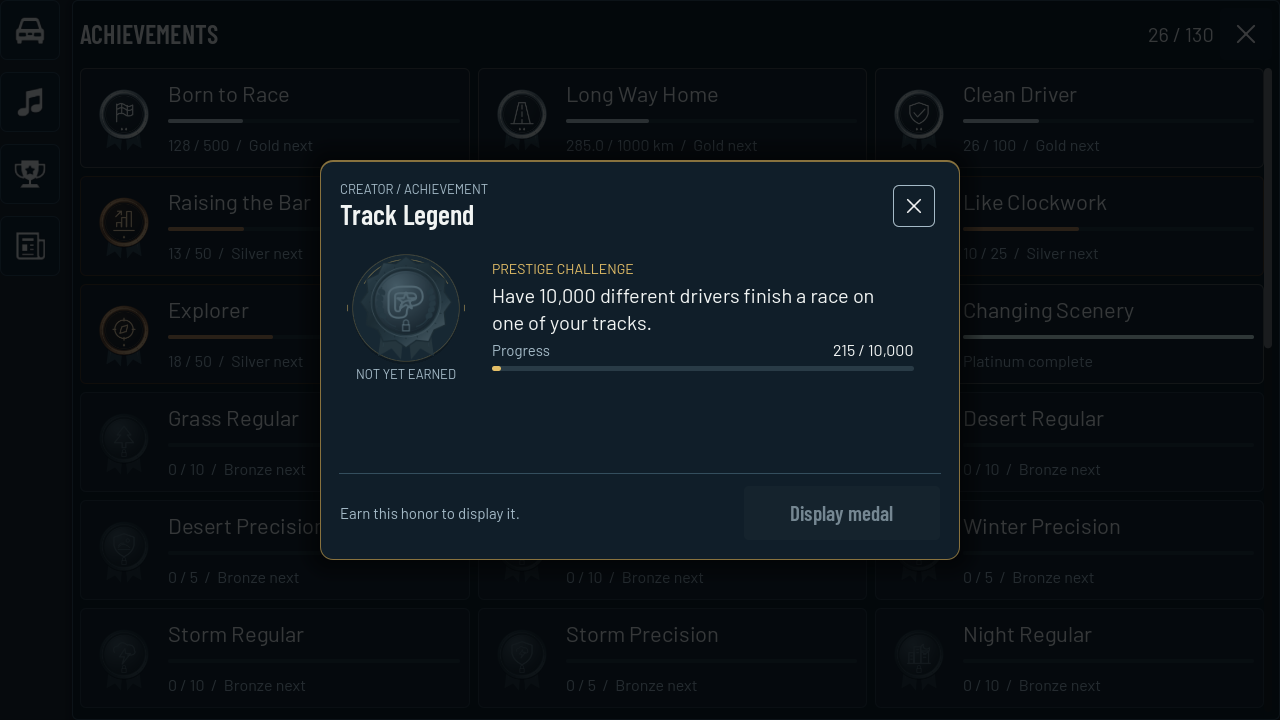 ACHIEVEMENTS
26 / 130
Born to Race
128 / 500 / Gold next
Long Way Home
285.0 / 1000 km / Gold next
Clean Driver
26 / 100 / Gold next
Raising the Bar
13 / 50 / Silver next
Like Clockwork
10 / 25 / Silver next
Explorer
18 / 50 / Silver next
Changing Scenery
Platinum complete
Grass Regular
0 / 10 / Bronze next
Desert Regular
0 / 10 / Bronze next
Desert Precision
0 / 5 / Bronze next
0 / 10 / Bronze next
Winter Precision
0 / 5 / Bronze next
Storm Regular
0 / 10 / Bronze next
Storm Precision
0 / 5 / Bronze next
Night Regular
0 / 10 / Bronze next
CREATOR / ACHIEVEMENT
Track Legend
NOT YET EARNED
PRESTIGE CHALLENGE
Have 10,000 different drivers finish a race on
one of your tracks.
Progress
215 / 10,000
Earn this honor to display it.
Display medal